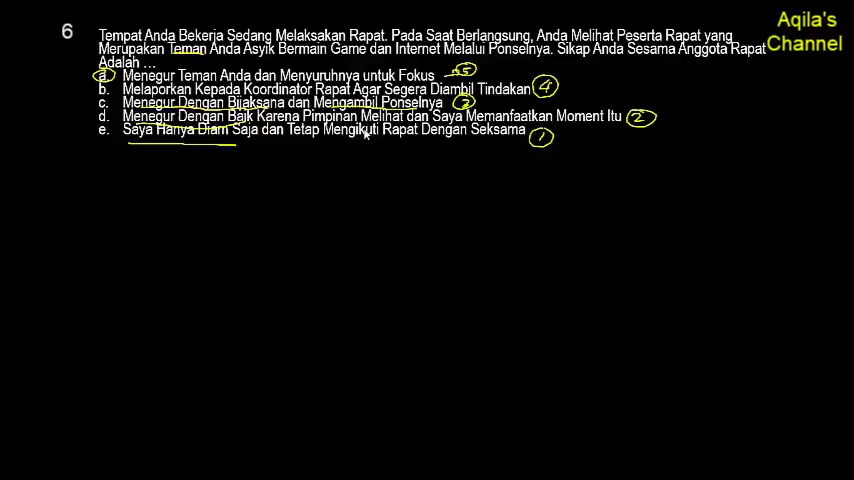 Aqila's
Channel
6
Tempat Anda Bekerja Sedang Melaksakan Rapat. Pada Saat Berlangsung, Anda Melihat Peserta Rapat yang
Merupakan Teman Anda Asyik Bermain Game dan Internet Melalui Ponselnya. Sikap Anda Sesama Anggota Rapat
Adalah ...
a. Menegur Teman Anda dan Menyuruhnya untuk Fokus 5
b. Melaporkan Kepada Koordinator Rapat Agar Segera Diambil Tindakan 4
c. Menegur Dengan Bijaksana dan Mengambil Ponselnya 3
d. Menegur Dengan Baik Karena Pimpinan Melihat dan Saya Memanfaatkan Moment Itu 2
e. Saya Hanya Diam Saja dan Tetap Mengikuti Rapat Dengan Seksama 1